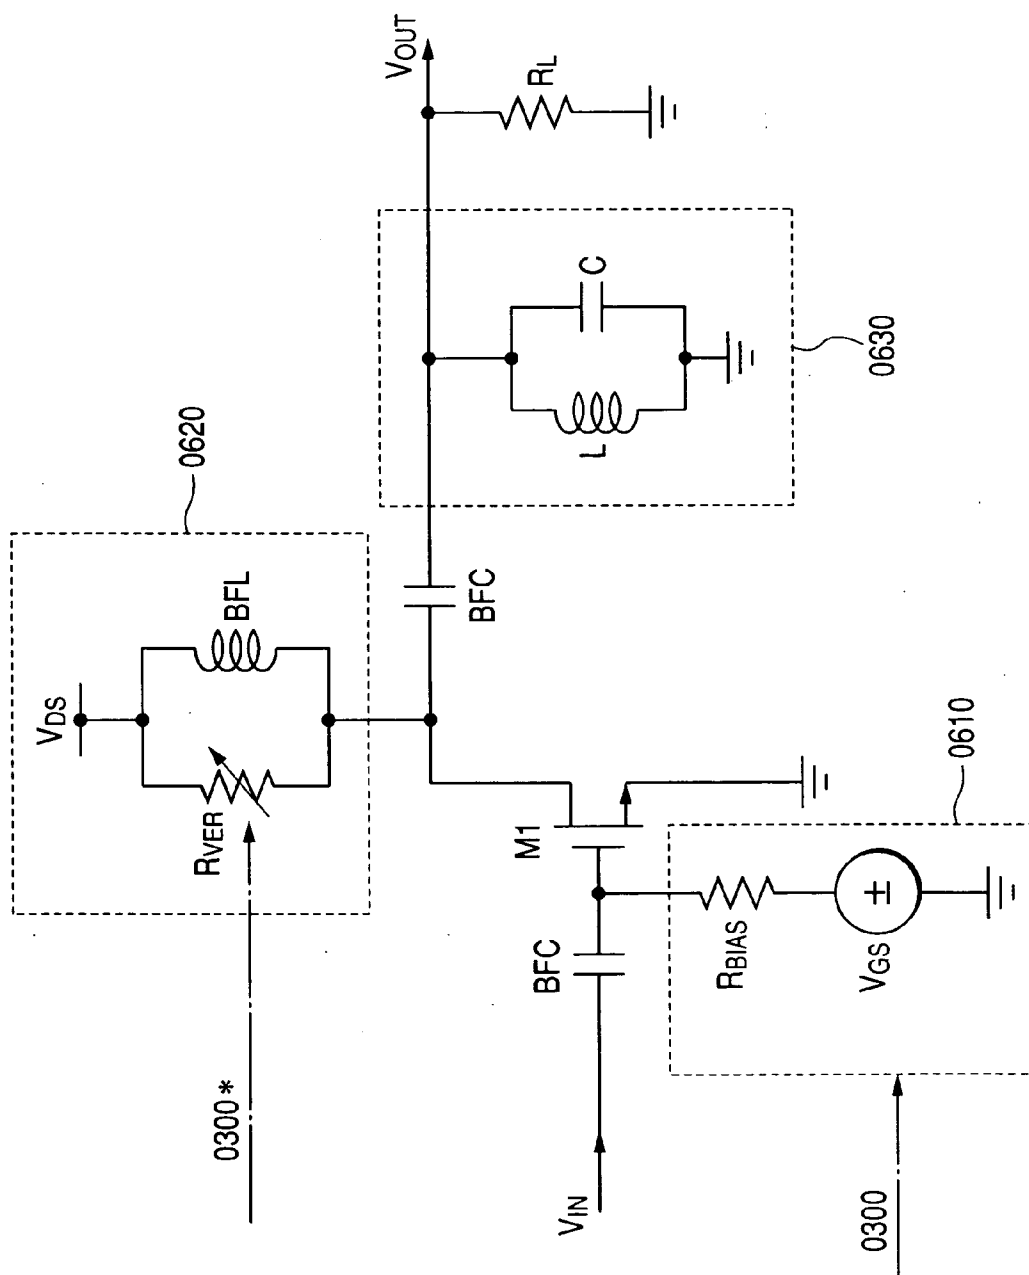 VOUT
RL
0630
C
L
0620
VDS
BFL
RVER
BFC
0610
M1
BFC
RBIAS
±
VGS
0300*
VIN
0300